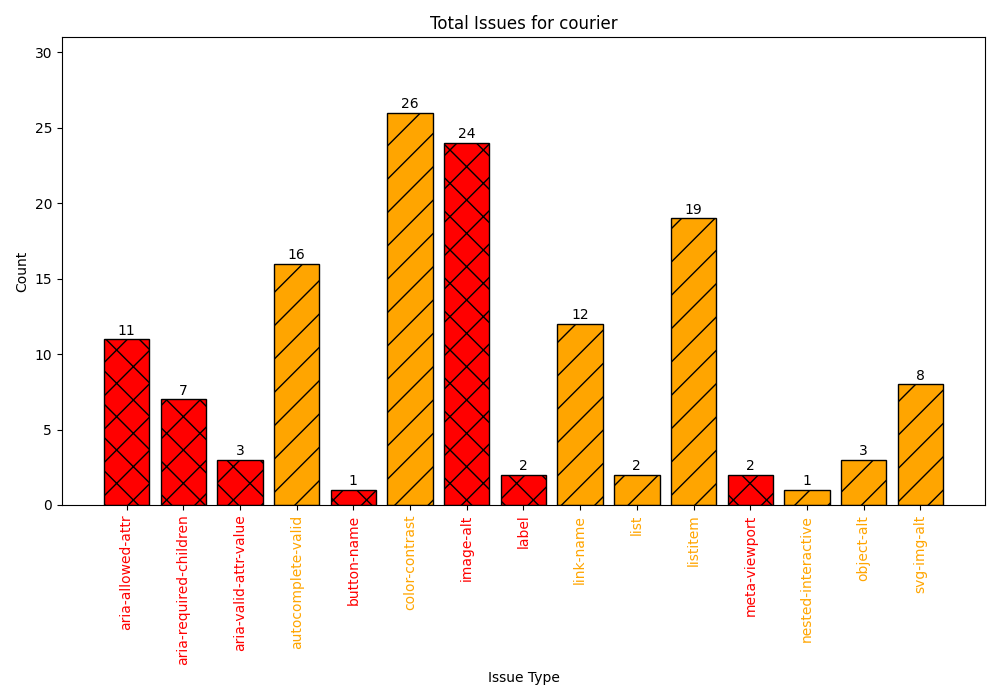 Total Issues for courier
30
25
20
15
10
5
0
Count
11
7
3
16
1
26
24
2
12
2
19
2
1
3
8
aria-allowed-attr
aria-required-children
aria-valid-attr-value
autocomplete-valid
button-name
color-contrast
image-alt
label
link-name
list
listitem
meta-viewport
nested-interactive
object-alt
svg-img-alt
Issue Type